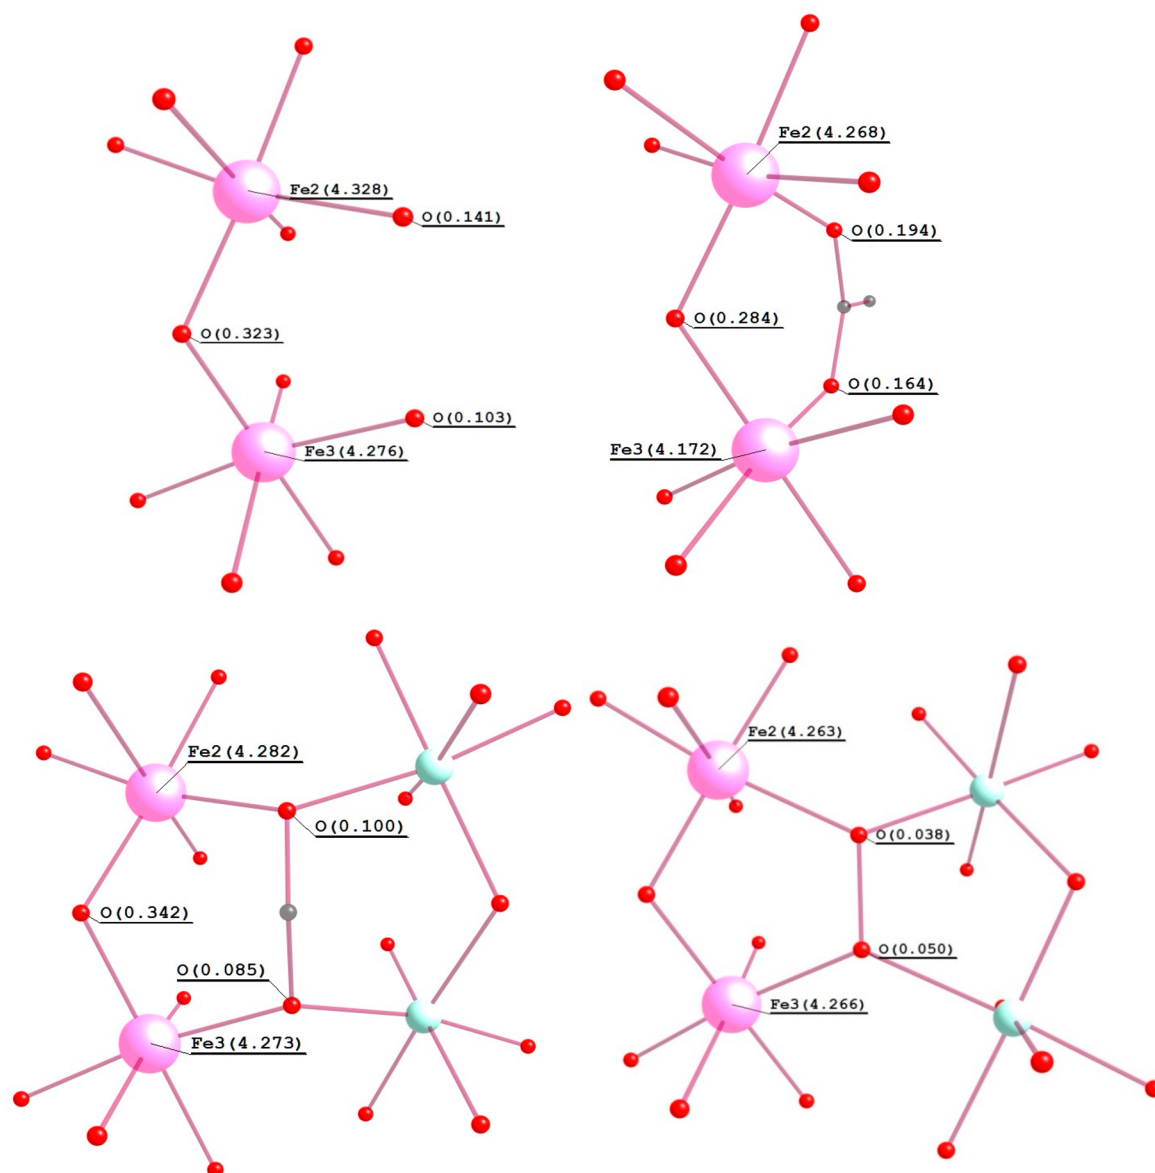 Fe2(4.328)
O(0.141)
O(0.323)
O(0.103)
Fe3(4.276)
Fe2(4.268)
O(0.194)
O(0.284)
O(0.164)
Fe3(4.172)
Fe2(4.282)
O(0.100)
O(0.342)
O(0.085)
Fe3(4.273)
Fe2(4.263)
O(0.038)
O(0.050)
Fe3(4.266)